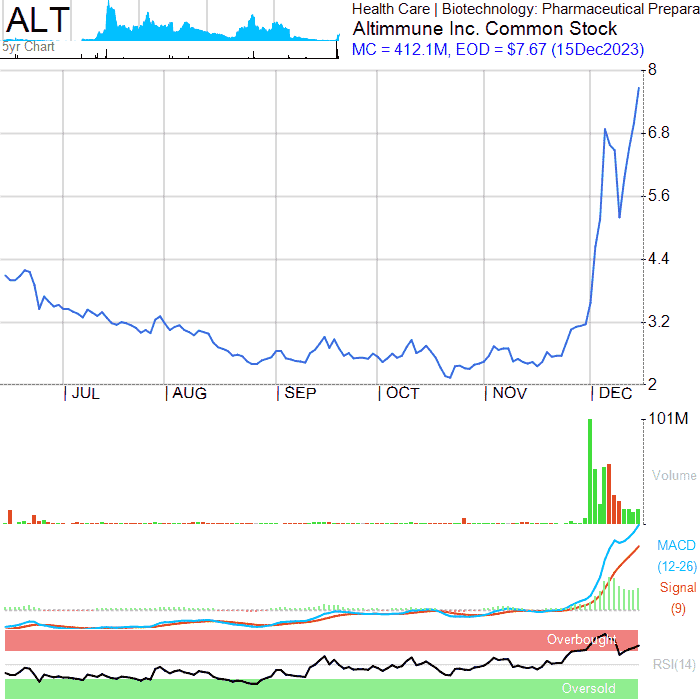 ALT
5yr Chart
Health Care | Biotechnology: Pharmaceutical Prepara
Altimmune Inc. Common Stock
MC = 412.1M, EOD = $7.67 (15Dec2023)
8
6.8
5.6
4.4
3.2
2
| JUL | AUG | SEP | OCT | NOV | DEC
101M
Volume
MACD
(12-26)
Signal
(9)
Overbought
RSI(14)
Oversold